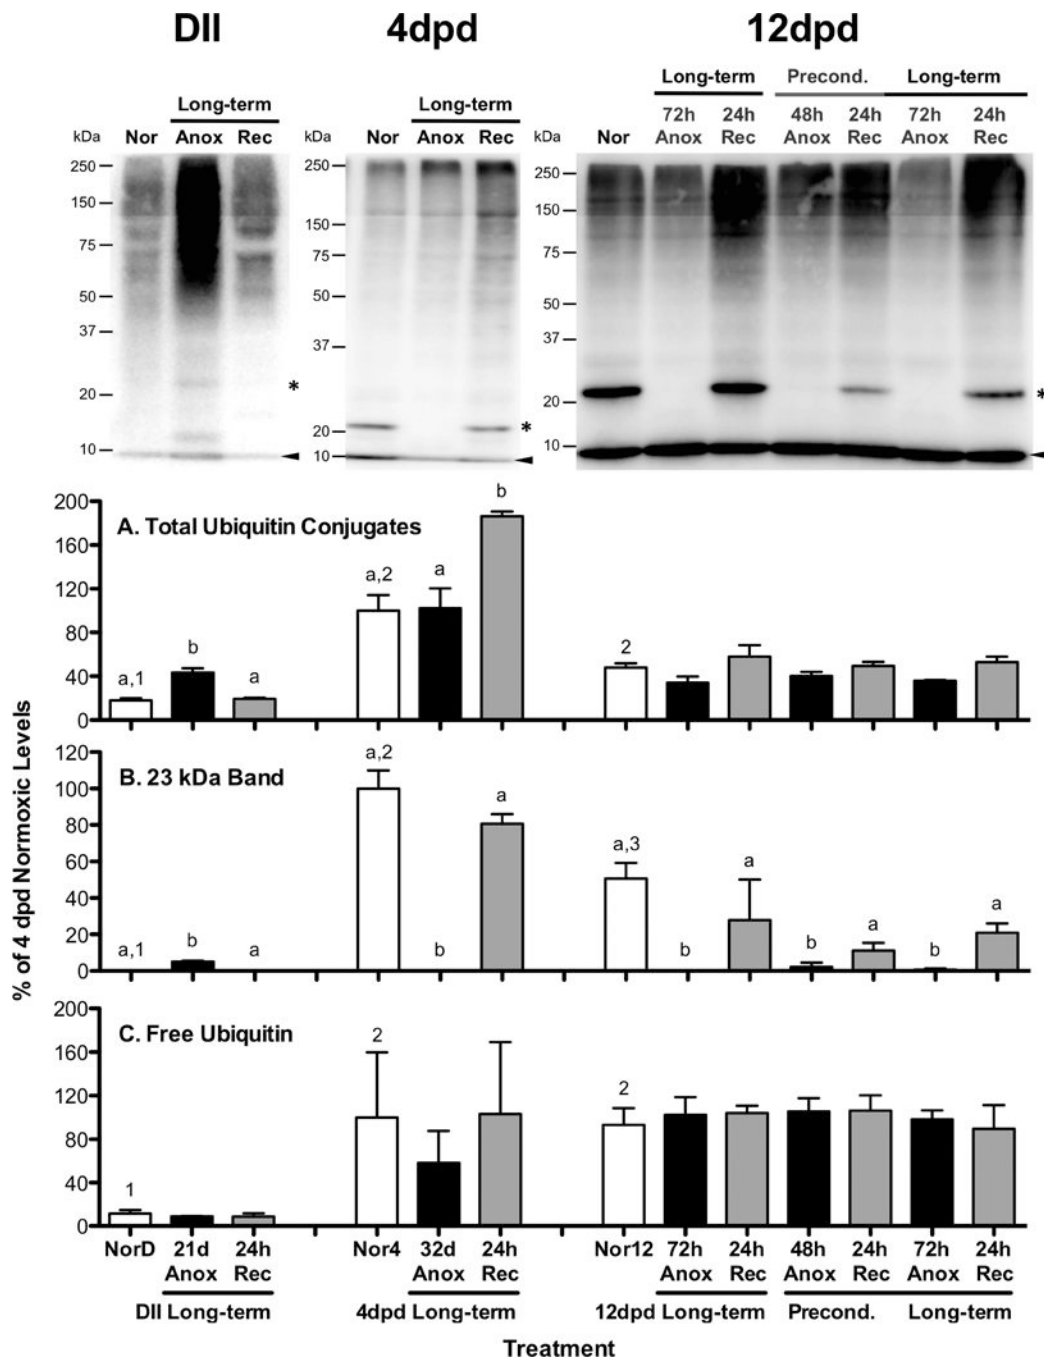 DII 4dpd 12dpd
Long-term Precond. Long-term
Long-term Long-term 72h 24h 48h 24h 72h 24h
kDa Nor Anox Rec kDa Nor Anox Rec kDa Nor Anox Rec Anox Rec Anox Rec
250 250 250
150 150 150
75 75 75
50 50 50
37 37 37
20 * 20 * 20 *
10 10 10
A. Total Ubiquitin Conjugates
200
160
120
80
40
0
a,1 b a a,2 a b 2
B. 23 kDa Band
120
100
80
60
40
20
0
a,1 b a a,2 b a a,3 b a b a b a
C. Free Ubiquitin
200
160
120
80
40
0
1 2 2
% of 4 dpd Normoxic Levels
NorD 21d 24h Nor4 32d 24h Nor12 72h 24h 48h 24h 72h 24h
Anox Rec Anox Rec Anox Rec Anox Rec Anox Rec
DII Long-term 4dpd Long-term 12dpd Long-term Precond. Long-term
Treatment